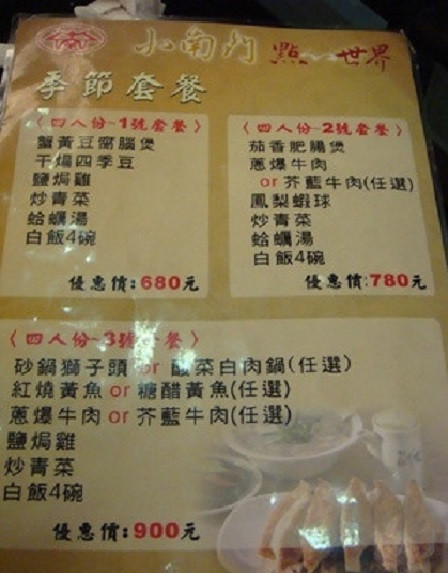 小南門 點 世界
季節套餐
〈四人份~1號套餐〉
蟹黃豆腐腦煲
干煸四季豆
鹽焗雞
炒青菜
蛤蠣湯
白飯4碗
優惠價:680元
〈四人份~2號套餐〉
茄香肥腸煲
蔥爆牛肉
or 芥藍牛肉(任選)
鳳梨蝦球
炒青菜
蛤蠣湯
白飯4碗
優惠價:780元
〈四人份~3號套餐〉
砂鍋獅子頭 or 酸菜白肉鍋(任選)
紅燒黃魚 or 糖醋黃魚(任選)
蔥爆牛肉 or 芥藍牛肉(任選)
鹽焗雞
炒青菜
白飯4碗
優惠價:900元